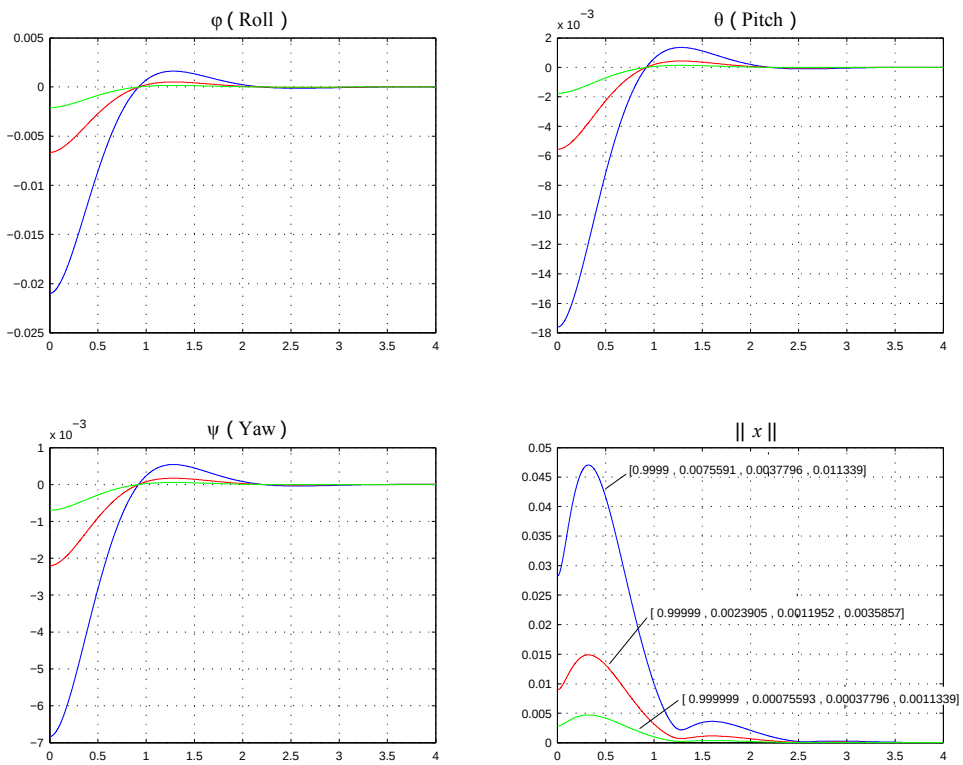 φ ( Roll )
0.005
0
−0.005
−0.01
−0.015
−0.02
−0.025
0 0.5 1 1.5 2 2.5 3 3.5 4
θ ( Pitch )
x 10−3
2
0
−2
−4
−6
−8
−10
−12
−14
−16
−18
0 0.5 1 1.5 2 2.5 3 3.5 4
ψ ( Yaw )
x 10−3
1
0
−1
−2
−3
−4
−5
−6
−7
0 0.5 1 1.5 2 2.5 3 3.5 4
|| x ||
0.05
0.045
0.04
0.035
0.03
0.025
0.02
0.015
0.01
0.005
0
[0.9999 , 0.0075591 , 0.0037796 , 0.011339]
[ 0.99999 , 0.0023905 , 0.0011952 , 0.0035857]
[ 0.999999 , 0.00075593 , 0.00037796 , 0.0011339]
0 0.5 1 1.5 2 2.5 3 3.5 4